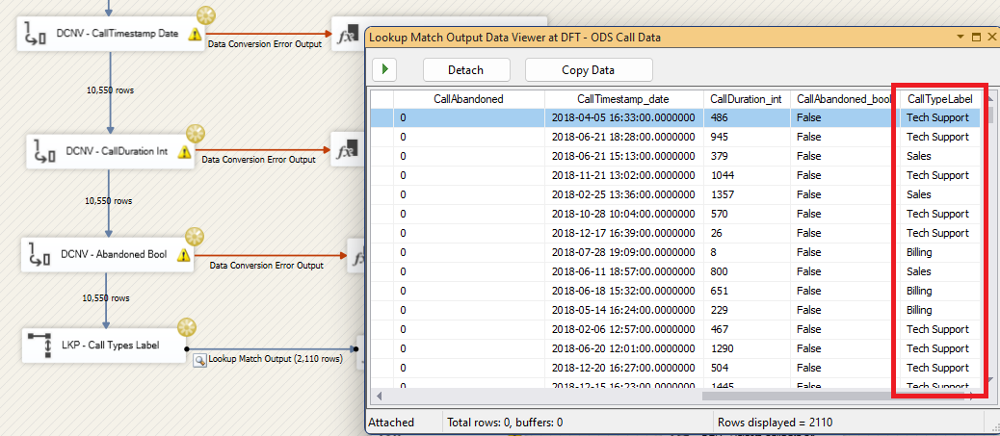 DCNV - CallTimestamp Date
Data Conversion Error Output
fx
10,550 rows
DCNV - CallDuration Int
Data Conversion Error Output
fx
10,550 rows
DCNV - Abandoned Bool
Data Conversion Error Output
fx
10,550 rows
LKP - Call Types Label
Lookup Match Output (2,110 rows)
Lookup Match Output Data Viewer at DFT - ODS Call Data
Detach Copy Data
CallAbandoned CallTimestamp_date CallDuration_int CallAbandoned_bool CallTypeLabel
0 2018-04-05 16:33:00.0000000 486 False Tech Support
0 2018-06-21 18:28:00.0000000 945 False Tech Support
0 2018-06-21 15:13:00.0000000 379 False Sales
0 2018-11-21 13:02:00.0000000 1044 False Tech Support
0 2018-02-25 13:36:00.0000000 1357 False Sales
0 2018-10-28 10:04:00.0000000 570 False Tech Support
0 2018-12-17 16:39:00.0000000 26 False Tech Support
0 2018-07-28 19:09:00.0000000 8 False Billing
0 2018-06-11 18:57:00.0000000 800 False Sales
0 2018-06-18 15:32:00.0000000 651 False Billing
0 2018-05-14 16:24:00.0000000 229 False Billing
0 2018-02-06 12:57:00.0000000 467 False Tech Support
0 2018-06-20 12:01:00.0000000 1290 False Tech Support
0 2018-12-20 16:27:00.0000000 504 False Tech Support
0 2018-12-15 16:23:00.0000000 1445 False Tech Support
Attached Total rows: 0, buffers: 0 Rows displayed = 2110